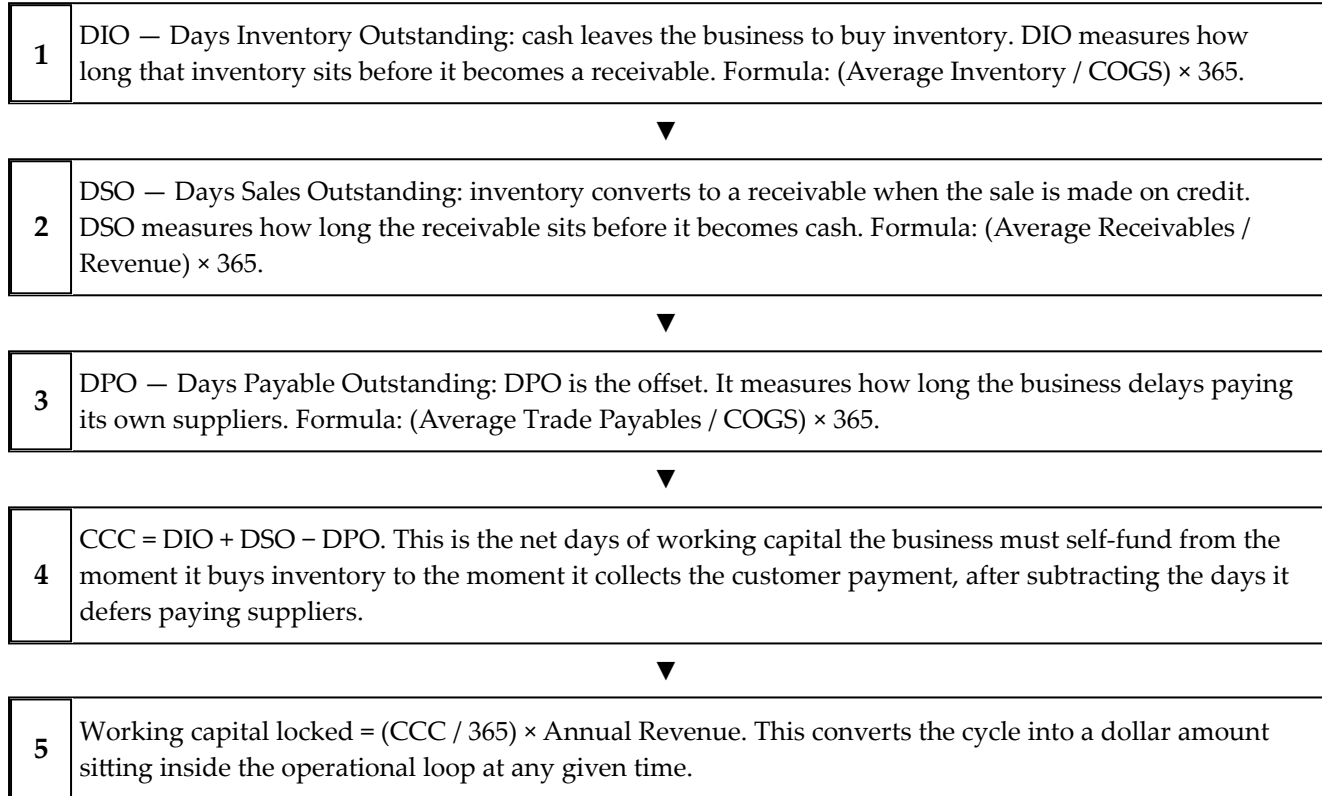 1
DIO — Days Inventory Outstanding: cash leaves the business to buy inventory. DIO measures how
long that inventory sits before it becomes a receivable. Formula: (Average Inventory / COGS) × 365.
▼
2
DSO — Days Sales Outstanding: inventory converts to a receivable when the sale is made on credit.
DSO measures how long the receivable sits before it becomes cash. Formula: (Average Receivables /
Revenue) × 365.
▼
3
DPO — Days Payable Outstanding: DPO is the offset. It measures how long the business delays paying
its own suppliers. Formula: (Average Trade Payables / COGS) × 365.
▼
4
CCC = DIO + DSO − DPO. This is the net days of working capital the business must self-fund from the
moment it buys inventory to the moment it collects the customer payment, after subtracting the days it
defers paying suppliers.
▼
5
Working capital locked = (CCC / 365) × Annual Revenue. This converts the cycle into a dollar amount
sitting inside the operational loop at any given time.